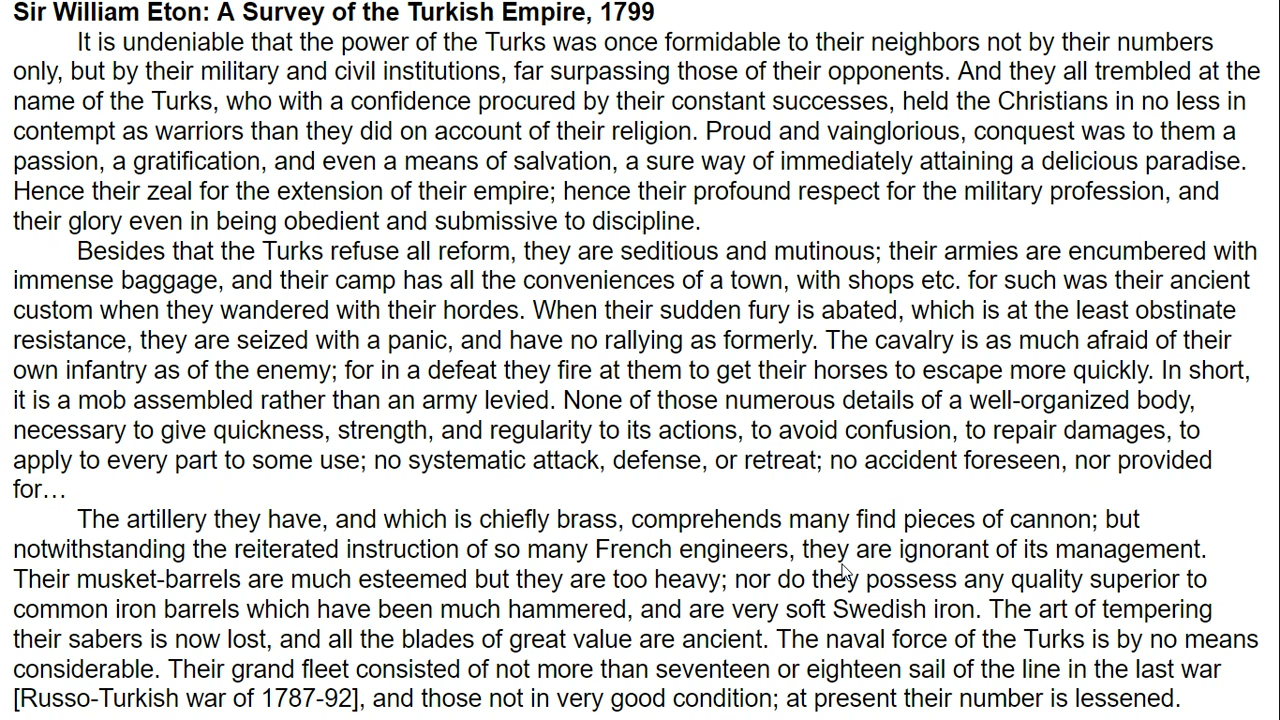 Sir William Eton: A Survey of the Turkish Empire, 1799
It is undeniable that the power of the Turks was once formidable to their neighbors not by their numbers
only, but by their military and civil institutions, far surpassing those of their opponents. And they all trembled at the
name of the Turks, who with a confidence procured by their constant successes, held the Christians in no less in
contempt as warriors than they did on account of their religion. Proud and vainglorious, conquest was to them a
passion, a gratification, and even a means of salvation, a sure way of immediately attaining a delicious paradise.
Hence their zeal for the extension of their empire; hence their profound respect for the military profession, and
their glory even in being obedient and submissive to discipline.
Besides that the Turks refuse all reform, they are seditious and mutinous; their armies are encumbered with
immense baggage, and their camp has all the conveniences of a town, with shops etc. for such was their ancient
custom when they wandered with their hordes. When their sudden fury is abated, which is at the least obstinate
resistance, they are seized with a panic, and have no rallying as formerly. The cavalry is as much afraid of their
own infantry as of the enemy; for in a defeat they fire at them to get their horses to escape more quickly. In short,
it is a mob assembled rather than an army levied. None of those numerous details of a well-organized body,
necessary to give quickness, strength, and regularity to its actions, to avoid confusion, to repair damages, to
apply to every part to some use; no systematic attack, defense, or retreat; no accident foreseen, nor provided
for…
The artillery they have, and which is chiefly brass, comprehends many find pieces of cannon; but
notwithstanding the reiterated instruction of so many French engineers, they are ignorant of its management.
Their musket-barrels are much esteemed but they are too heavy; nor do they possess any quality superior to
common iron barrels which have been much hammered, and are very soft Swedish iron. The art of tempering
their sabers is now lost, and all the blades of great value are ancient. The naval force of the Turks is by no means
considerable. Their grand fleet consisted of not more than seventeen or eighteen sail of the line in the last war
[Russo-Turkish war of 1787-92], and those not in very good condition; at present their number is lessened.